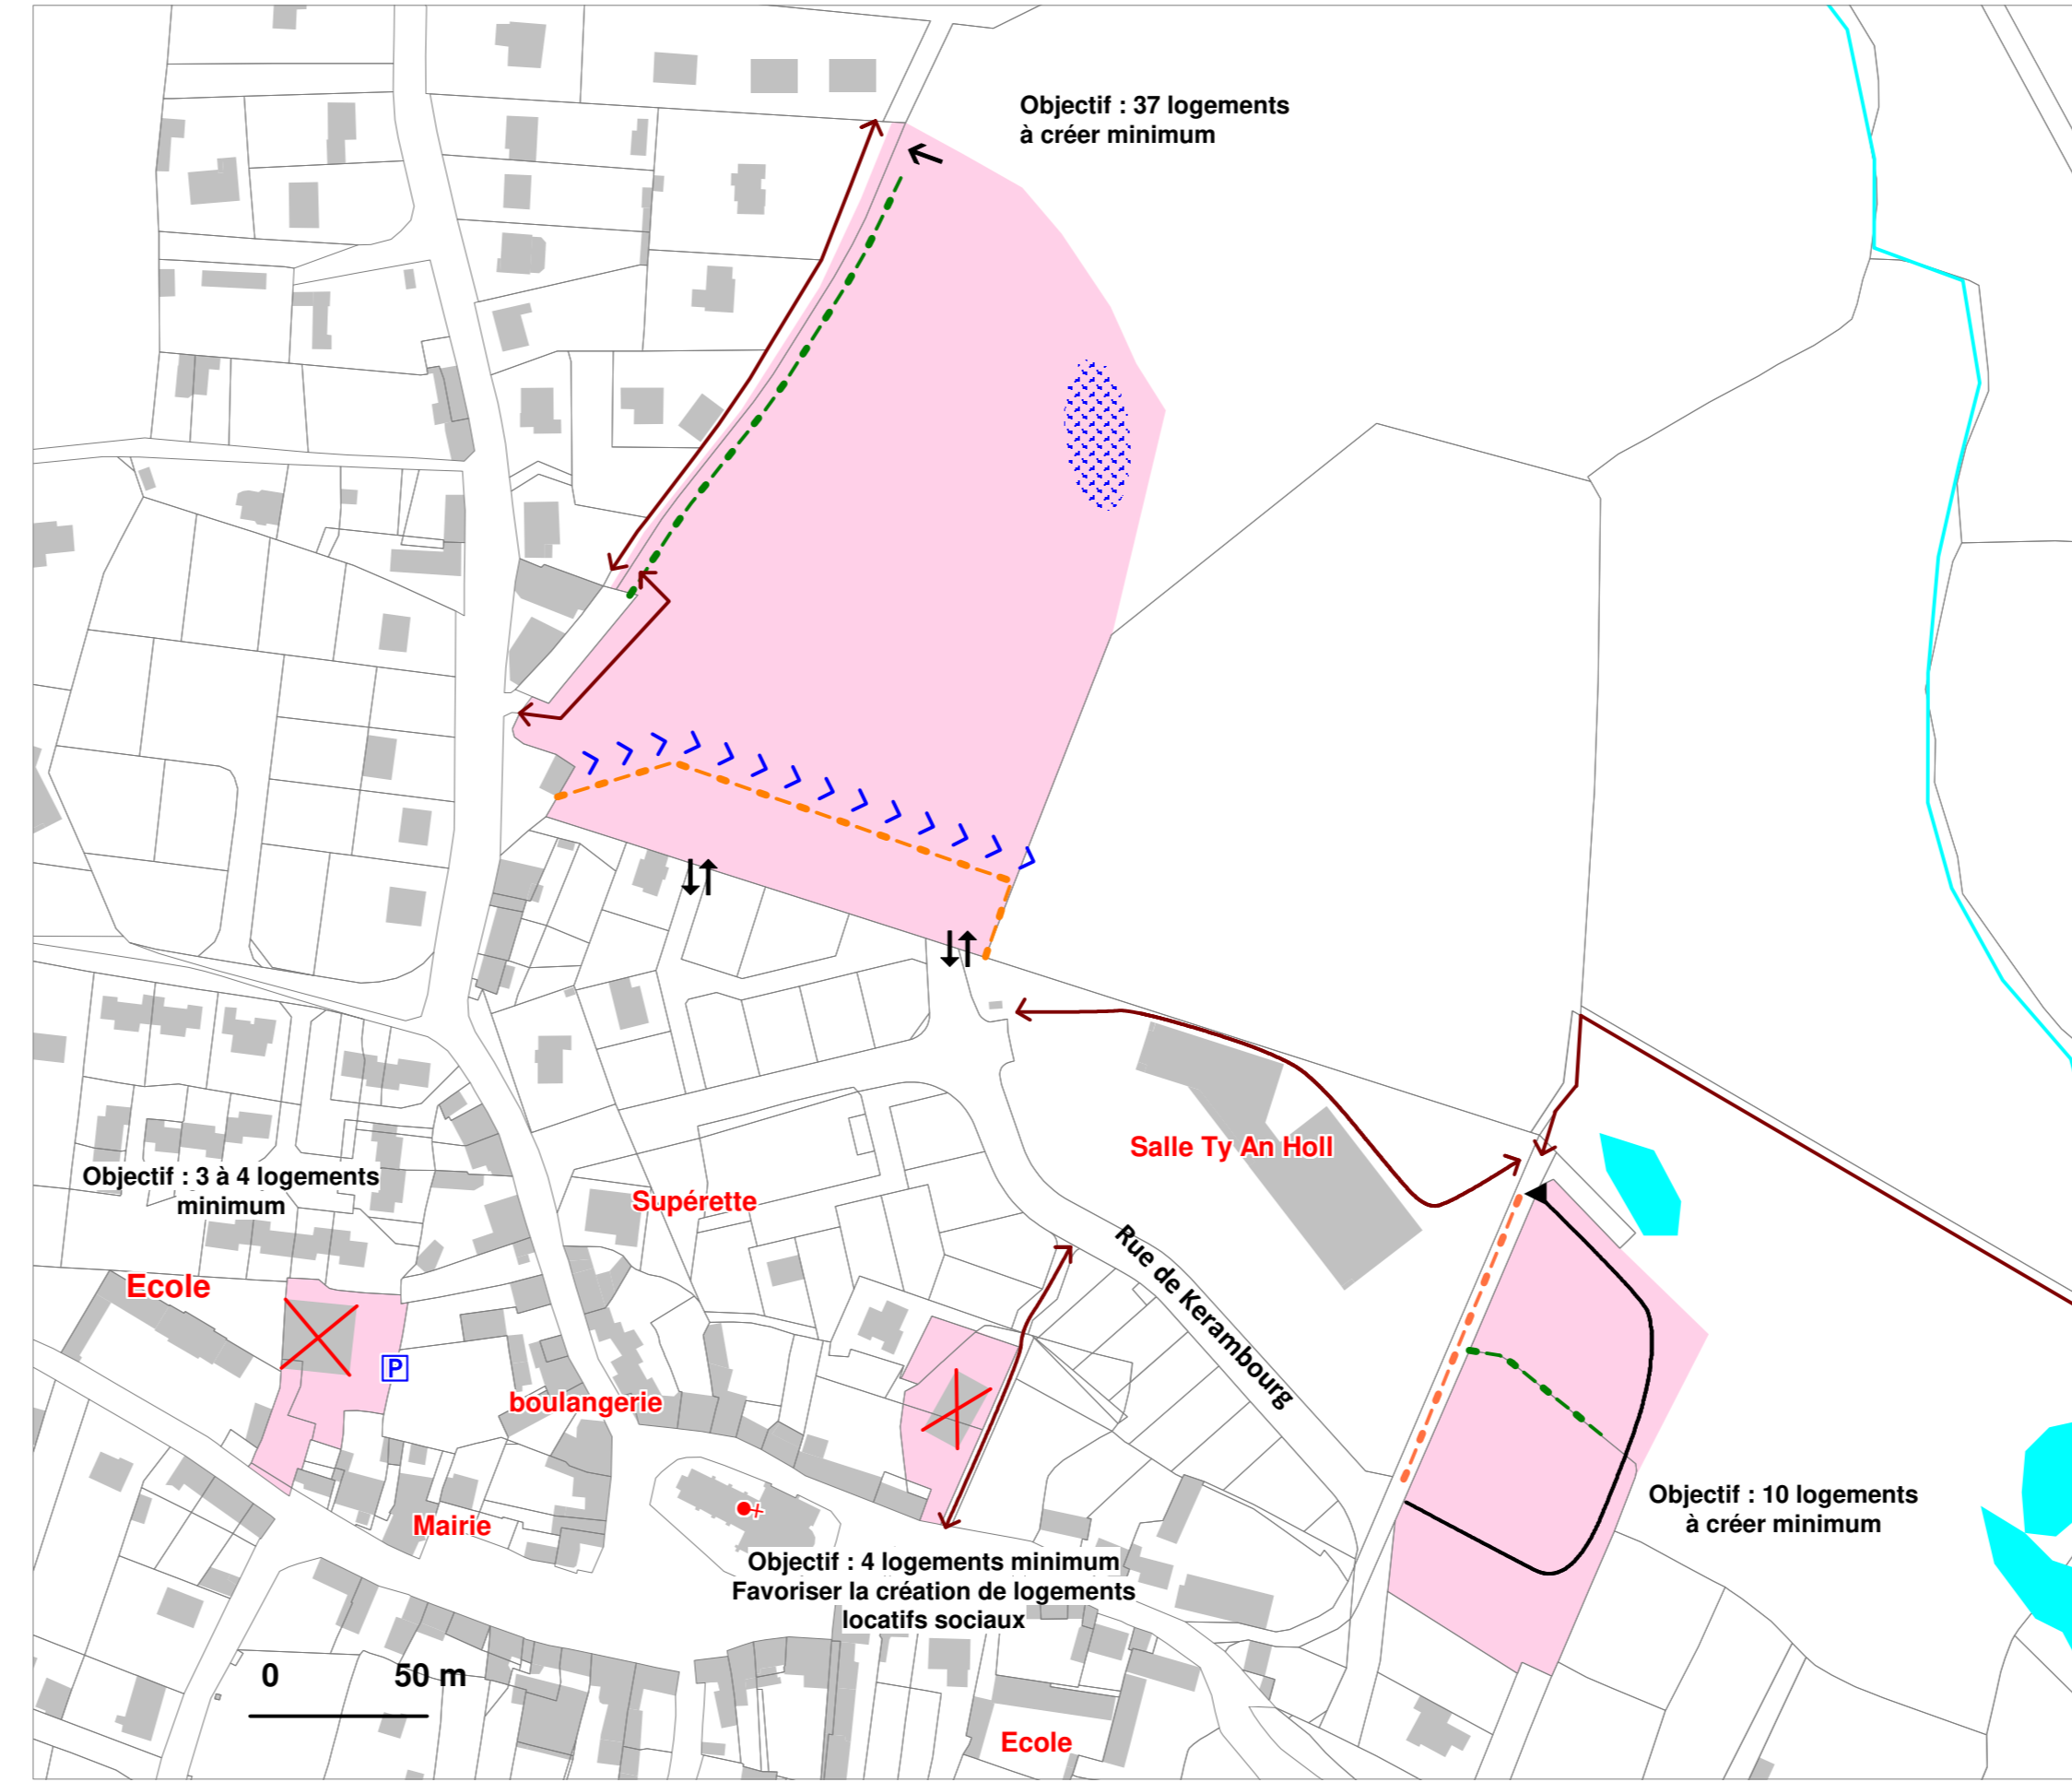 Objectif : 37 logements
à créer minimum
Salle Ty An Holl
Objectif : 3 à 4 logements
minimum
Supérette
Rue de Kerambourg
Ecole
P
boulangerie
Mairie
Objectif : 10 logements
à créer minimum
Objectif : 4 logements minimum
Favoriser la création de logements
locatifs sociaux
0 50 m
Ecole